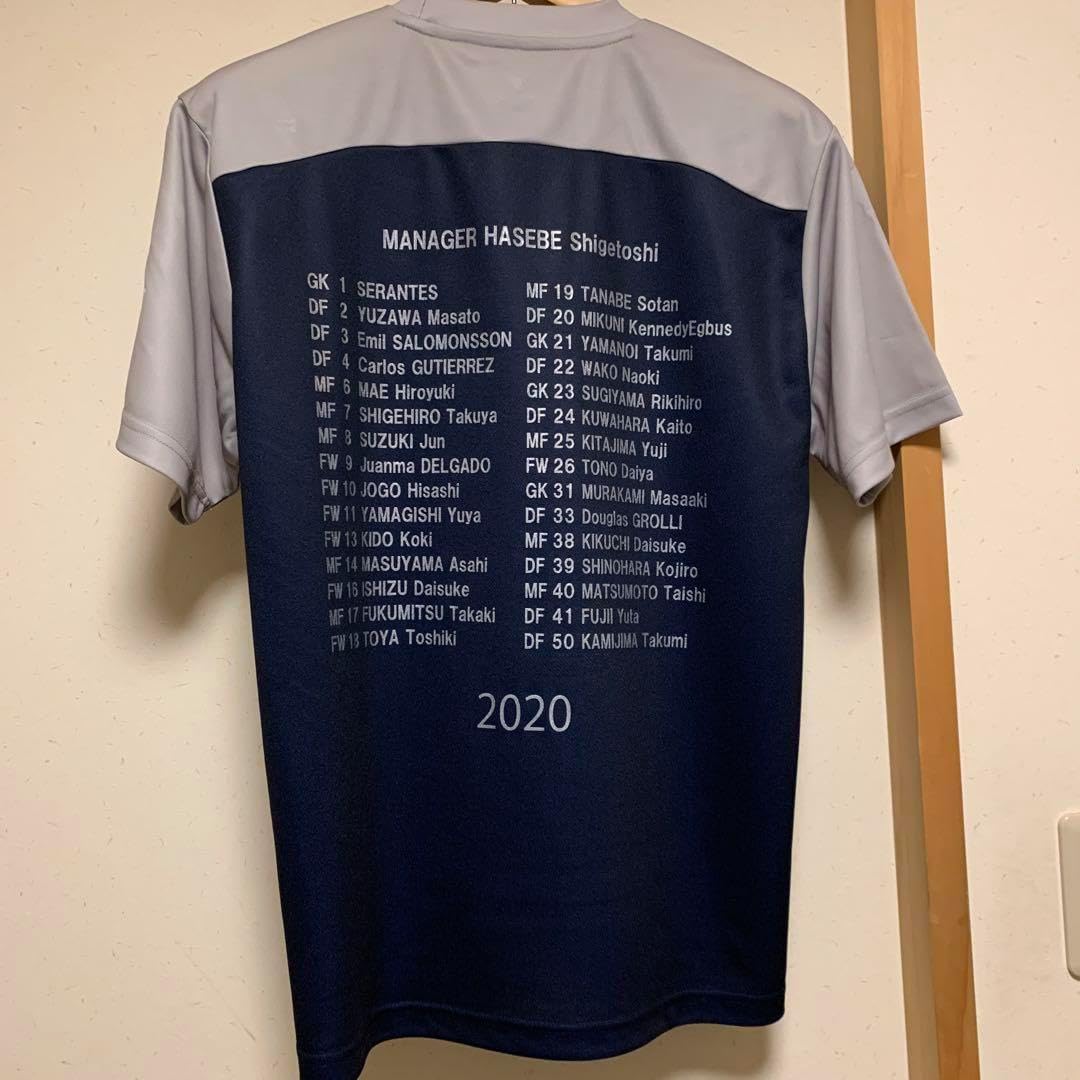 MANAGER HASEBE Shigetoshi
GK 1 SERANTES
DF 2 YUZAWA Masato
DF 3 Emil SALOMONSSON
DF 4 Carlos GUTIERREZ
MF 6 MAE Hiroyuki
MF 7 SHIGEHIRO Takuya
MF 8 SUZUKI Jun
FW 9 Juanma DELGADO
FW 10 JOGO Hisashi
FW 11 YAMAGISHI Yuya
FW 13 KIDO Koki
MF 14 MASUYAMA Asahi
FW 16 ISHIZU Daisuke
MF 17 FUKUMITSU Takaki
FW 18 TOYA Toshiki
MF 19 TANABE Sotan
DF 20 MIKUNI KennedyEgbus
GK 21 YAMANOI Takumi
DF 22 WAKO Naoki
GK 23 SUGIYAMA Rikihiro
DF 24 KUWAHARA Kaito
MF 25 KITAJIMA Yuji
FW 26 TONO Daiya
GK 31 MURAKAMI Masaaki
DF 33 Douglas GROLLI
MF 38 KIKUCHI Daisuke
DF 39 SHINOHARA Kojiro
MF 40 MATSUMOTO Taishi
DF 41 FUJII Yuta
DF 50 KAMIJIMA Takumi
2020